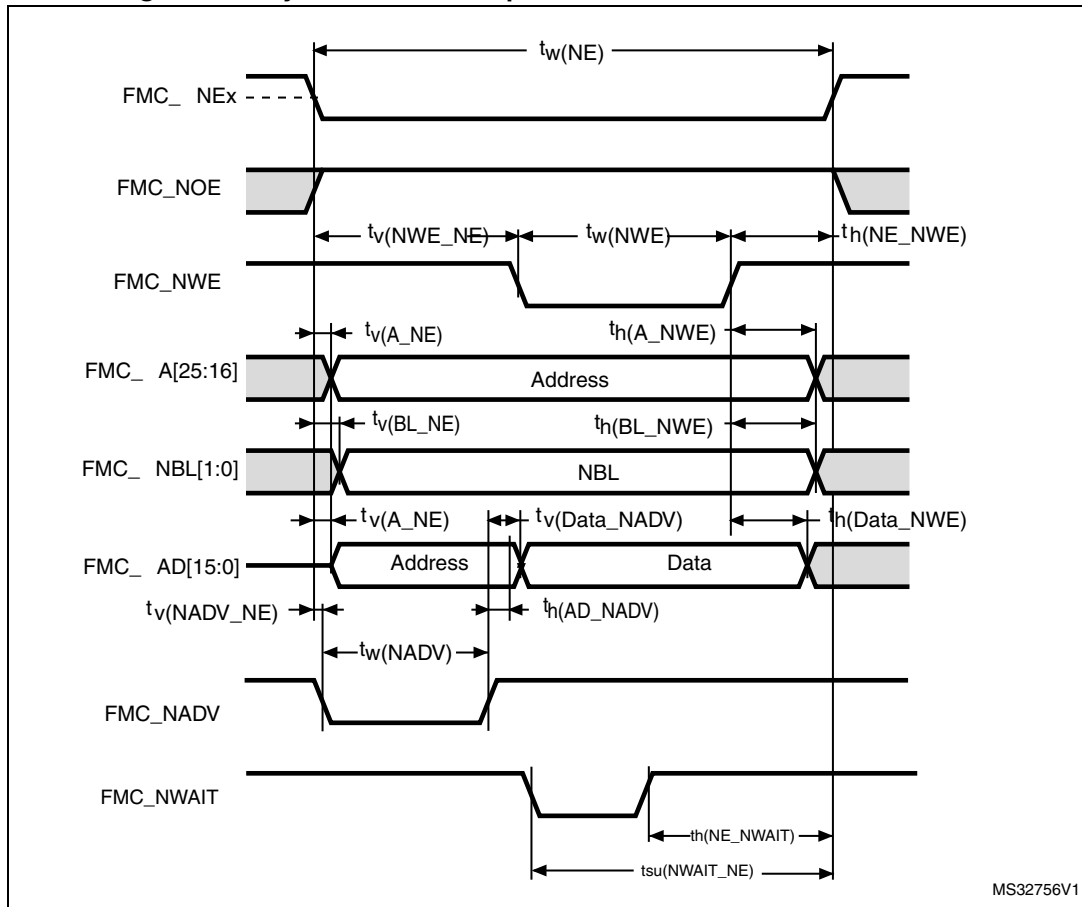 tw(NE)
FMC_ NEx
FMC_NOE
tv(NWE_NE) tw(NWE) th(NE_NWE)
FMC_NWE
tv(A_NE) th(A_NWE)
FMC_ A[25:16] Address
tv(BL_NE) th(BL_NWE)
FMC_ NBL[1:0] NBL
tv(A_NE) tv(Data_NADV) th(Data_NWE)
FMC_ AD[15:0] Address Data
tv(NADV_NE) th(AD_NADV)
tw(NADV)
FMC_NADV
FMC_NWAIT
th(NE_NWAIT)
tsu(NWAIT_NE)
MS32756V1